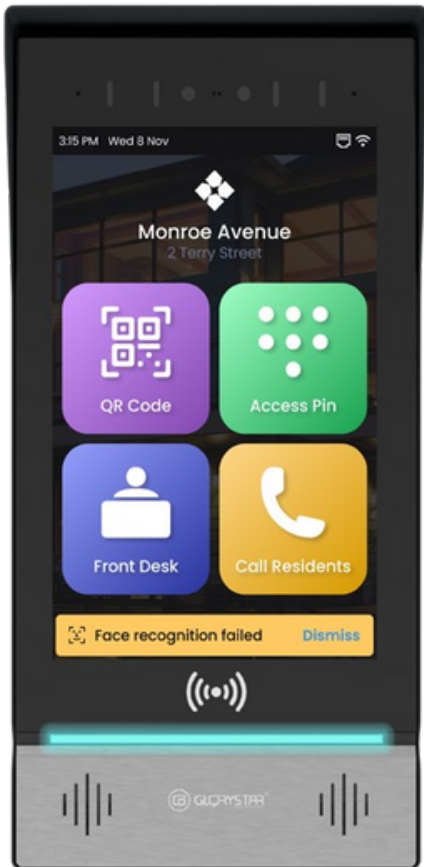 3:15 PM Wed 8 Nov
Monroe Avenue
2 Terry Street
QR Code
Access Pin
Front Desk
Call Residents
Face recognition failed Dismiss
GLORYSTAR